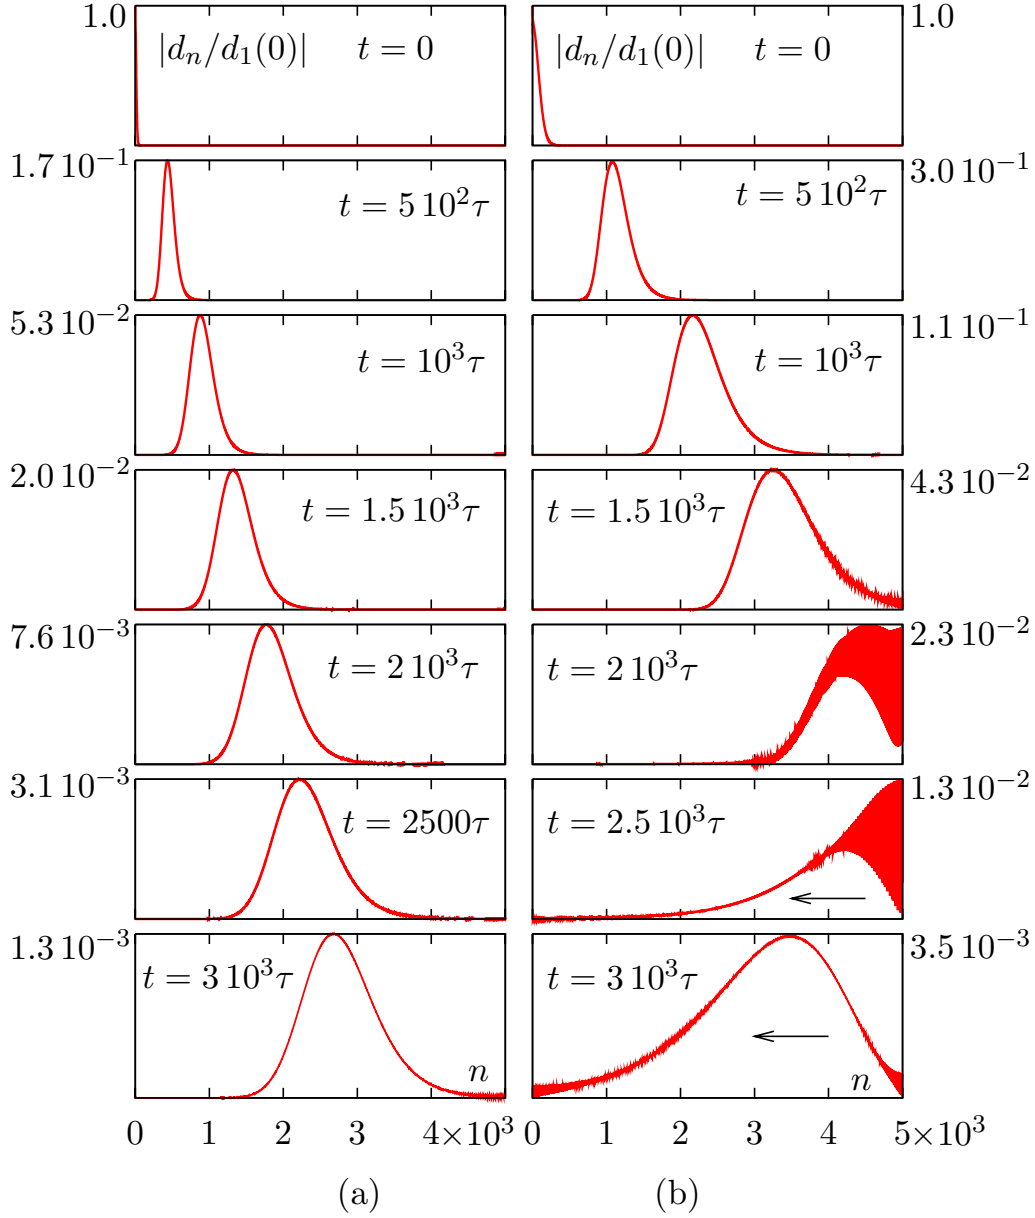 1.0 |d_n/d_1(0)| t = 0 |d_n/d_1(0)| t = 0 1.0
1.7 10^{-1} t = 5 10^2τ t = 5 10^2τ 3.0 10^{-1}
5.3 10^{-2} t = 10^3τ t = 10^3τ 1.1 10^{-1}
2.0 10^{-2} t = 1.5 10^3τ t = 1.5 10^3τ 4.3 10^{-2}
7.6 10^{-3} t = 2 10^3τ t = 2 10^3τ 2.3 10^{-2}
3.1 10^{-3} t = 2500τ t = 2.5 10^3τ 1.3 10^{-2}
1.3 10^{-3} t = 3 10^3τ t = 3 10^3τ 3.5 10^{-3}
n n
0 1 2 3 4×10^3 0 1 2 3 4 5×10^3
(a) (b)